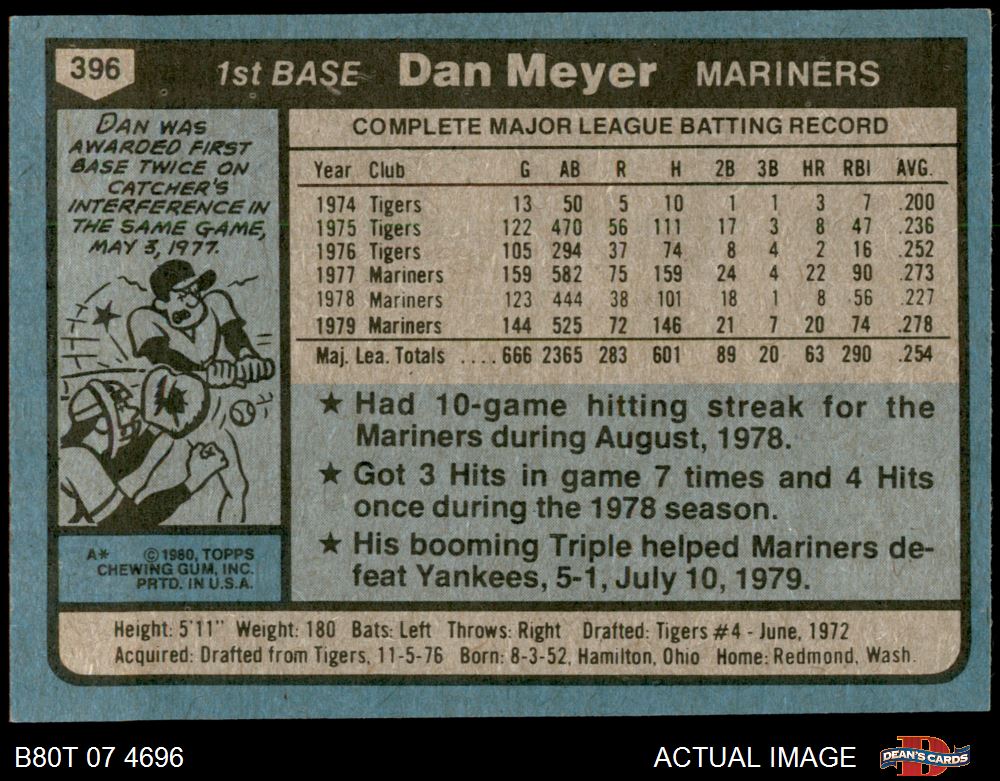 396 1st BASE Dan Meyer MARINERS
DAN WAS
AWARDED FIRST
BASE TWICE ON
CATCHER'S
INTERFERENCE IN
THE SAME GAME,
MAY 3, 1977.
COMPLETE MAJOR LEAGUE BATTING RECORD
Year Club G AB R H 2B 3B HR RBI AVG.
1974 Tigers 13 50 5 10 1 1 3 7 .200
1975 Tigers 122 470 56 111 17 3 8 47 .236
1976 Tigers 105 294 37 74 8 4 2 16 .252
1977 Mariners 159 582 75 159 24 4 22 90 .273
1978 Mariners 123 444 38 101 18 1 8 56 .227
1979 Mariners 144 525 72 146 21 7 20 74 .278
Maj. Lea. Totals .... 666 2365 283 601 89 20 63 290 .254
★ Had 10-game hitting streak for the
Mariners during August, 1978.
★ Got 3 Hits in game 7 times and 4 Hits
once during the 1978 season.
★ His booming Triple helped Mariners de-
feat Yankees, 5-1, July 10, 1979.
A* © 1980, TOPPS
CHEWING GUM, INC.
PRTD. IN U.S.A.
Height: 5'11" Weight: 180 Bats: Left Throws: Right Drafted: Tigers #4 - June, 1972
Acquired: Drafted from Tigers, 11-5-76 Born: 8-3-52, Hamilton, Ohio Home: Redmond, Wash.
B80T 07 4696 ACTUAL IMAGE DEAN'S CARDS